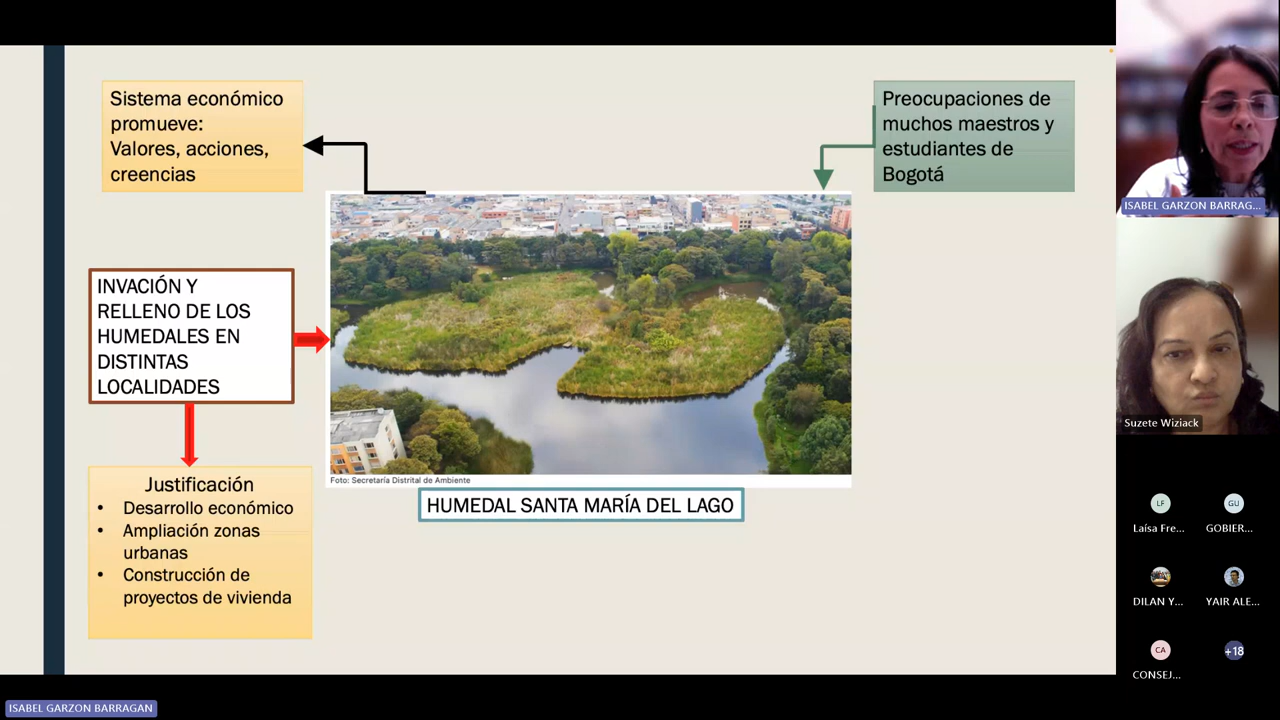 Sistema económico
promueve:
Valores, acciones,
creencias
Preocupaciones de
muchos maestros y
estudiantes de
Bogotá
INVACIÓN Y
RELLENO DE LOS
HUMEDALES EN
DISTINTAS
LOCALIDADES
Justificación
• Desarrollo económico
• Ampliación zonas
urbanas
• Construcción de
proyectos de vivienda
Foto: Secretaría Distrital de Ambiente
HUMEDAL SANTA MARÍA DEL LAGO
ISABEL GARZON BARRAG...
Suzete Wiziack
LF
GU
Laísa Fre...
GOBIER...
DILAN Y...
YAIR ALE...
CA
+18
CONSEJ...
ISABEL GARZON BARRAGAN